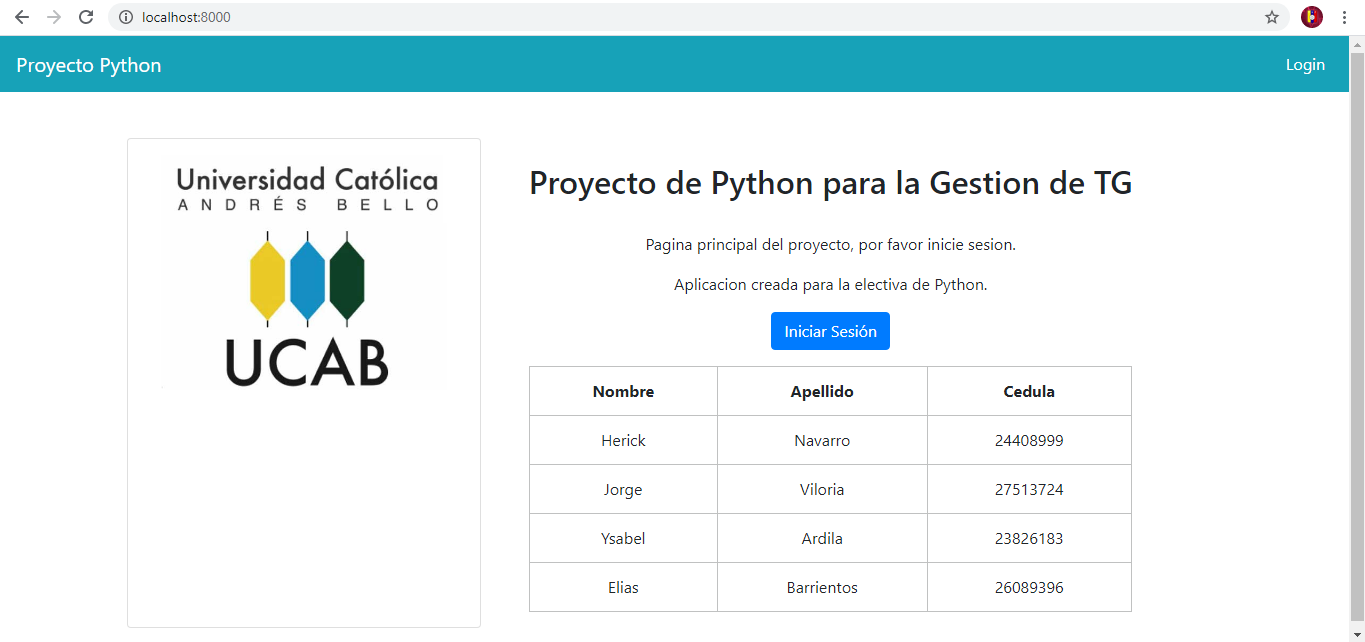 localhost:8000
Proyecto Python
Login
Universidad Católica
ANDRÉS BELLO
UCAB
Proyecto de Python para la Gestion de TG
Pagina principal del proyecto, por favor inicie sesion.
Aplicacion creada para la electiva de Python.
Iniciar Sesión
Nombre Apellido Cedula
Herick Navarro 24408999
Jorge Viloria 27513724
Ysabel Ardila 23826183
Elias Barrientos 26089396